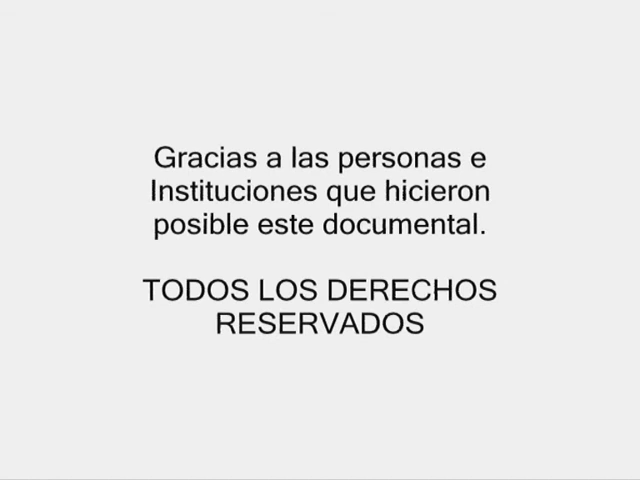 Gracias a las personas e
Instituciones que hicieron
posible este documental.
TODOS LOS DERECHOS
RESERVADOS